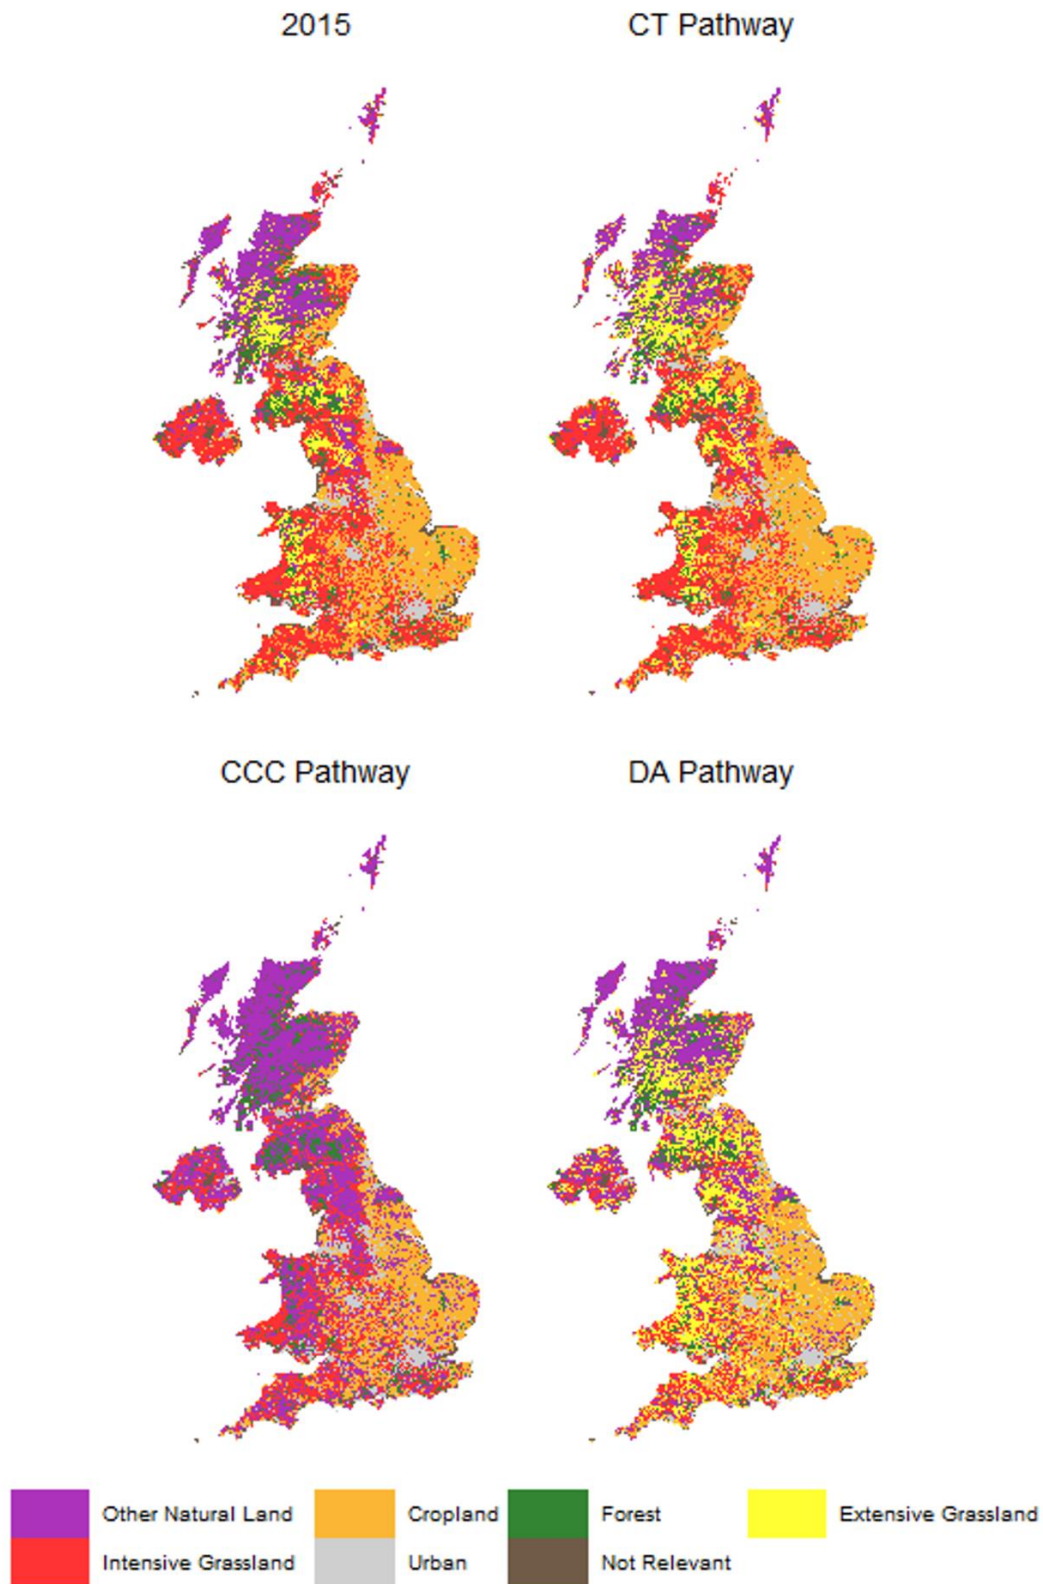 2015 CT Pathway
CCC Pathway DA Pathway
Other Natural Land Cropland Forest Extensive Grassland
Intensive Grassland Urban Not Relevant